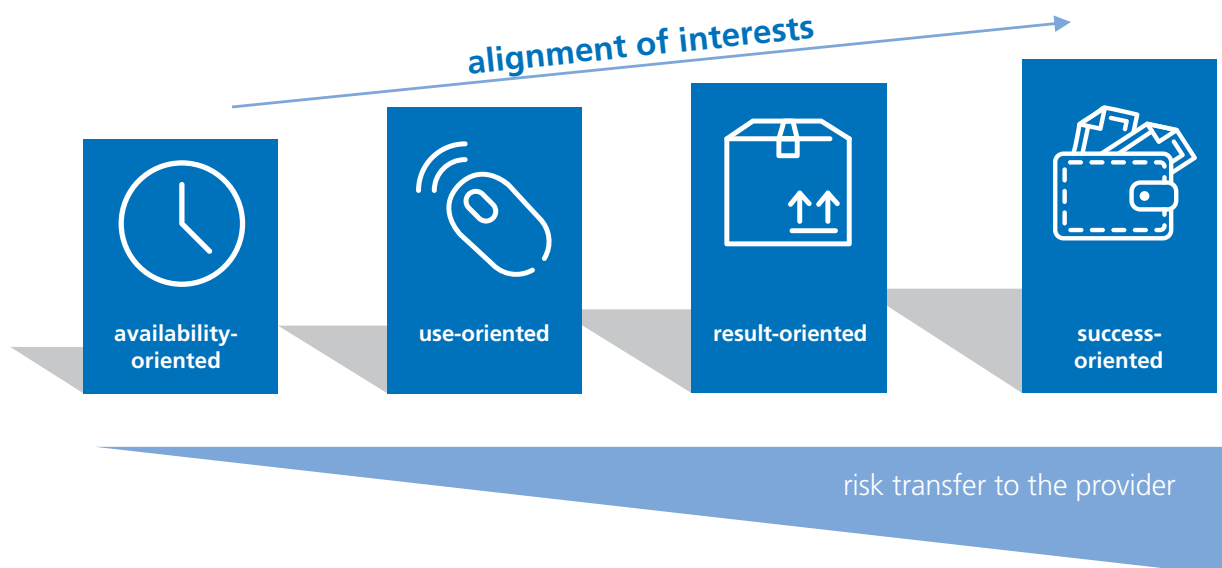 alignment of interests
availability-
oriented
use-oriented
result-oriented
success-
oriented
risk transfer to the provider